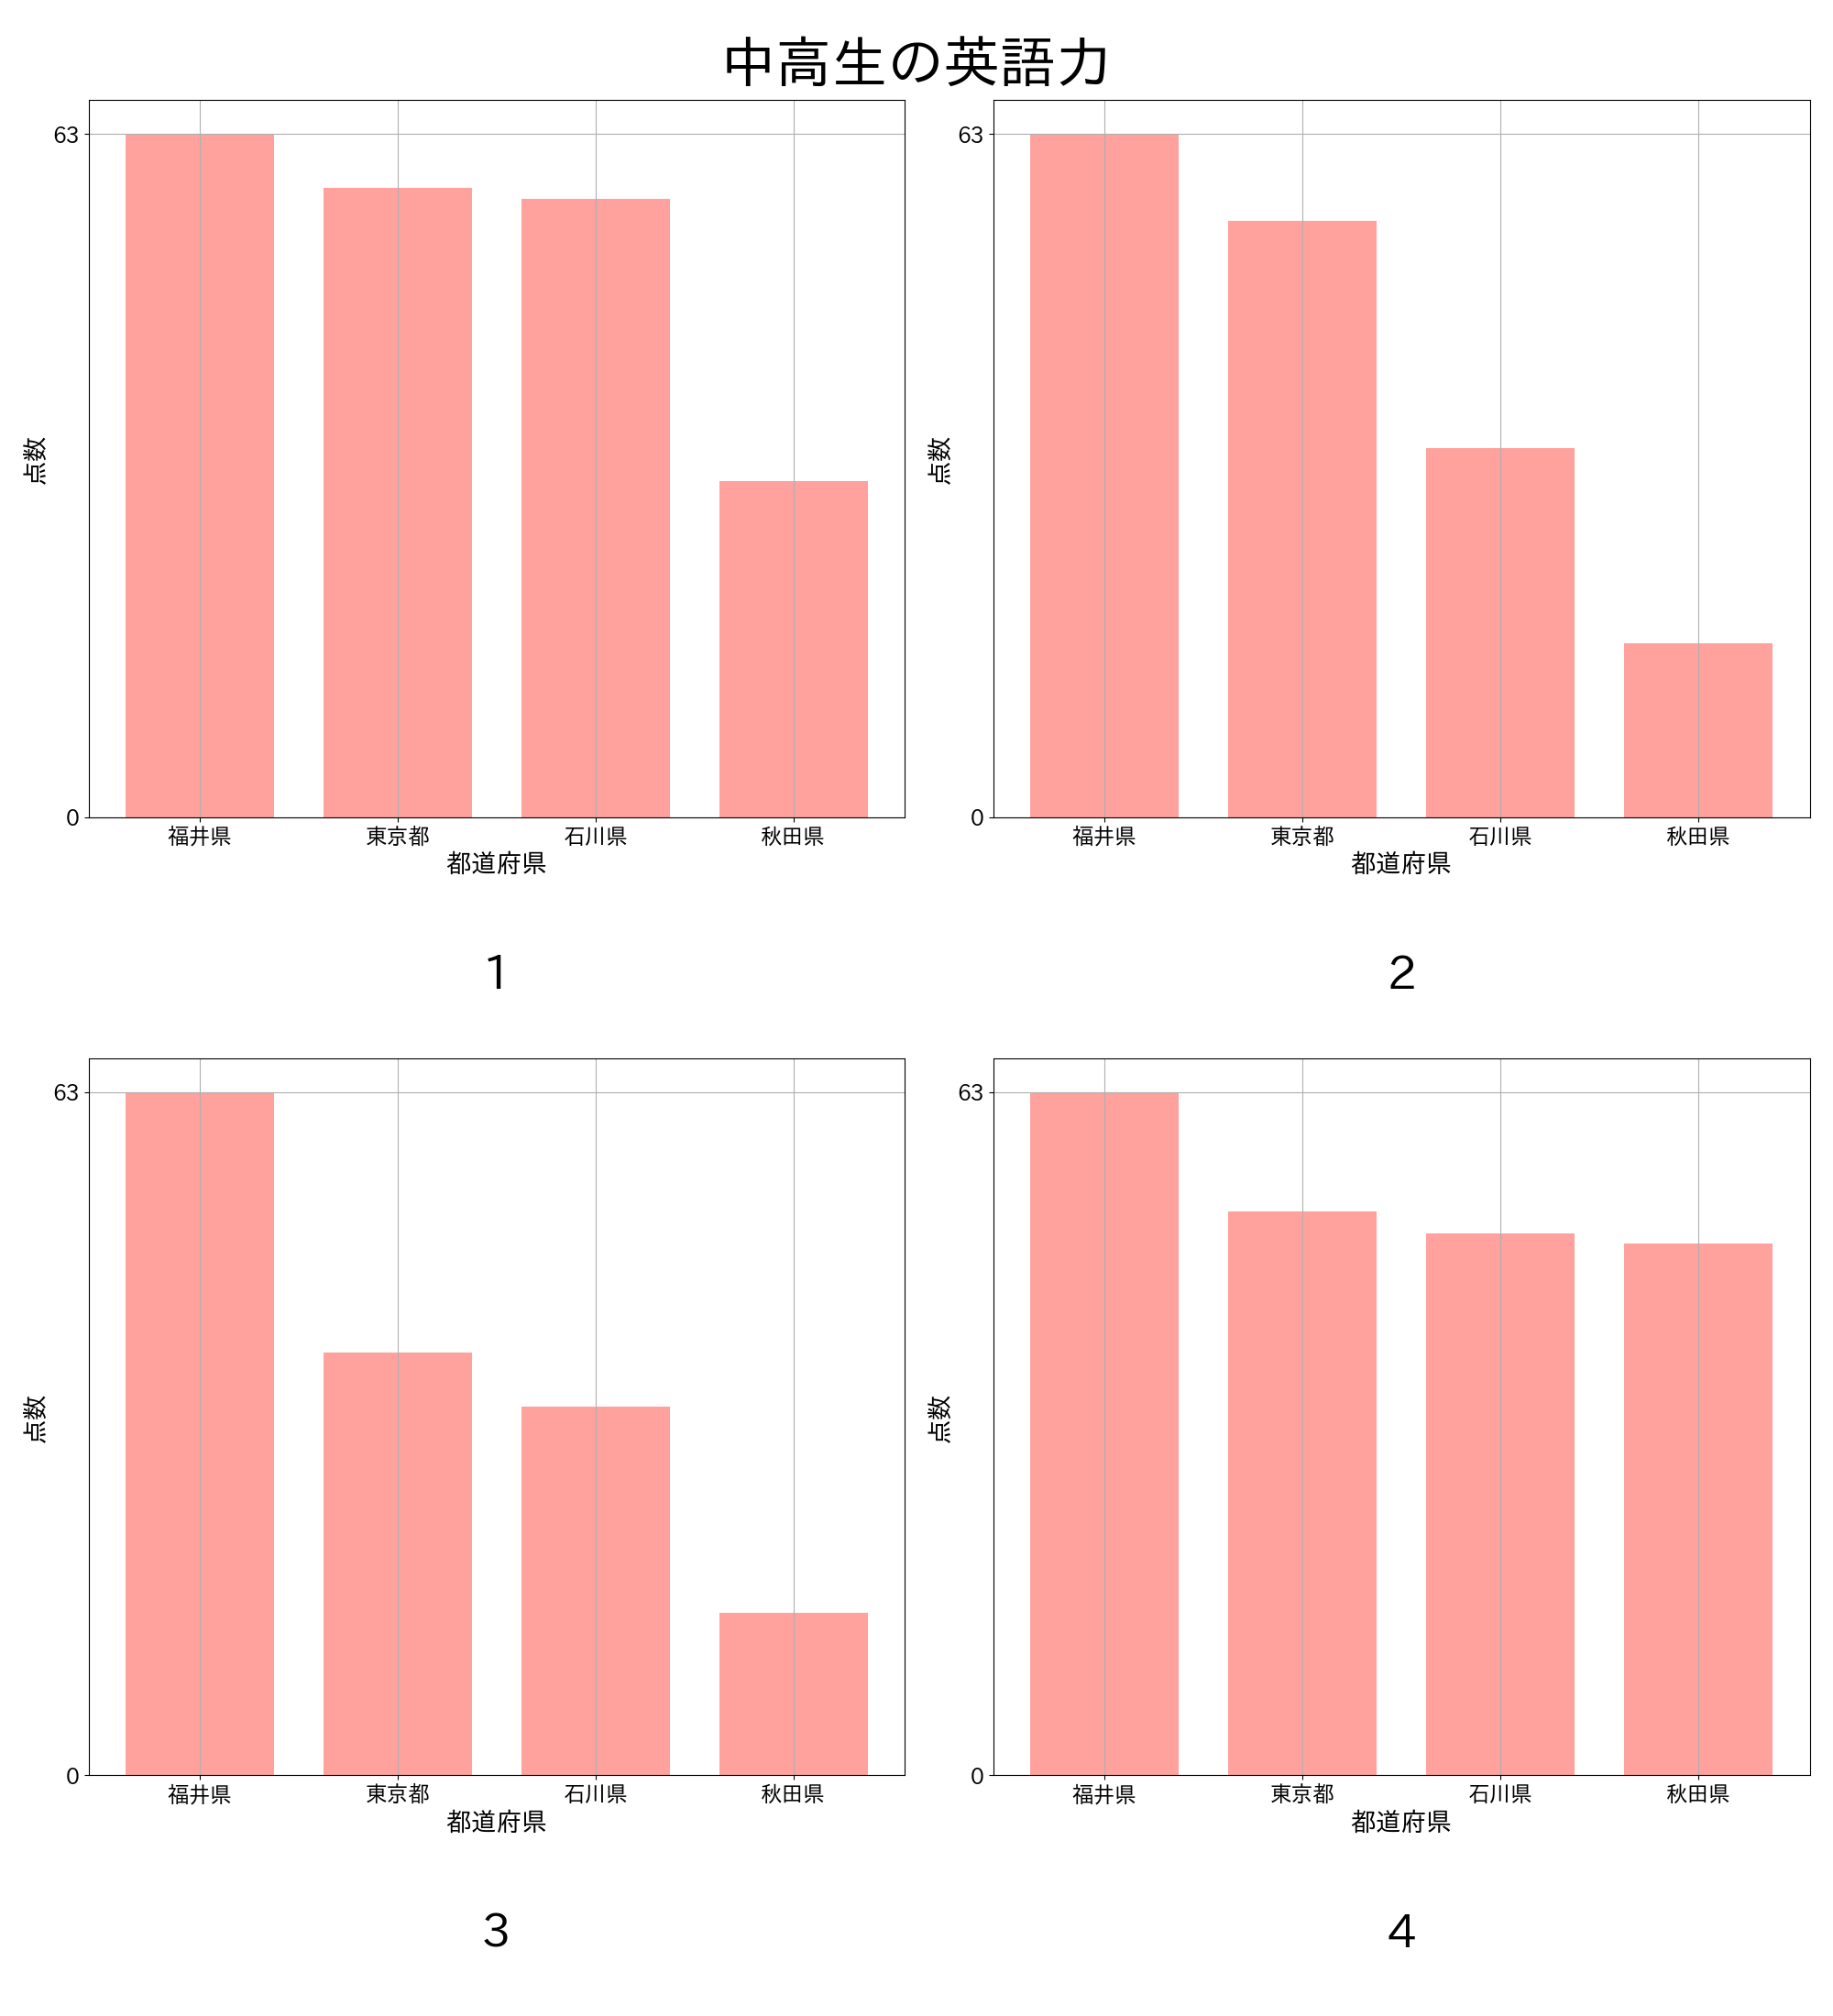 中高生の英語力
63
0
点数
福井県 東京都 石川県 秋田県
都道府県
1
63
0
点数
福井県 東京都 石川県 秋田県
都道府県
2
63
0
点数
福井県 東京都 石川県 秋田県
都道府県
3
63
0
点数
福井県 東京都 石川県 秋田県
都道府県
4